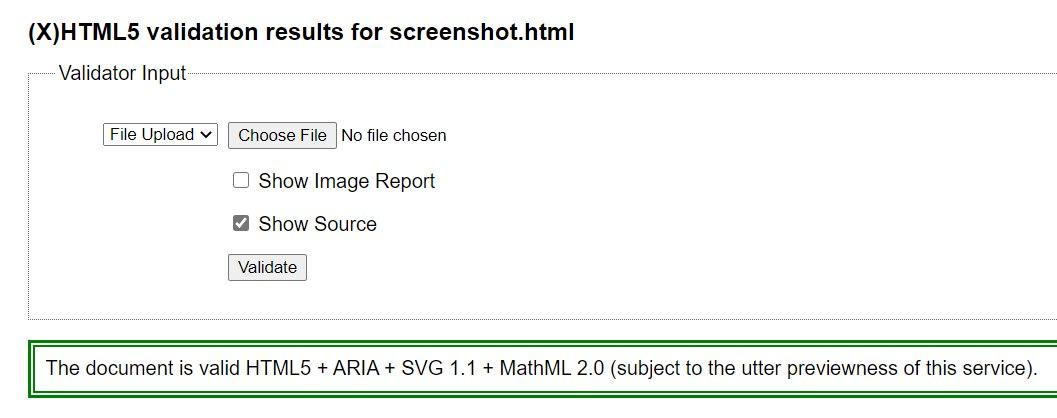 (X)HTML5 validation results for screenshot.html
Validator Input
File Upload Choose File No file chosen
Show Image Report
Show Source
Validate
The document is valid HTML5 + ARIA + SVG 1.1 + MathML 2.0 (subject to the utter previewness of this service).